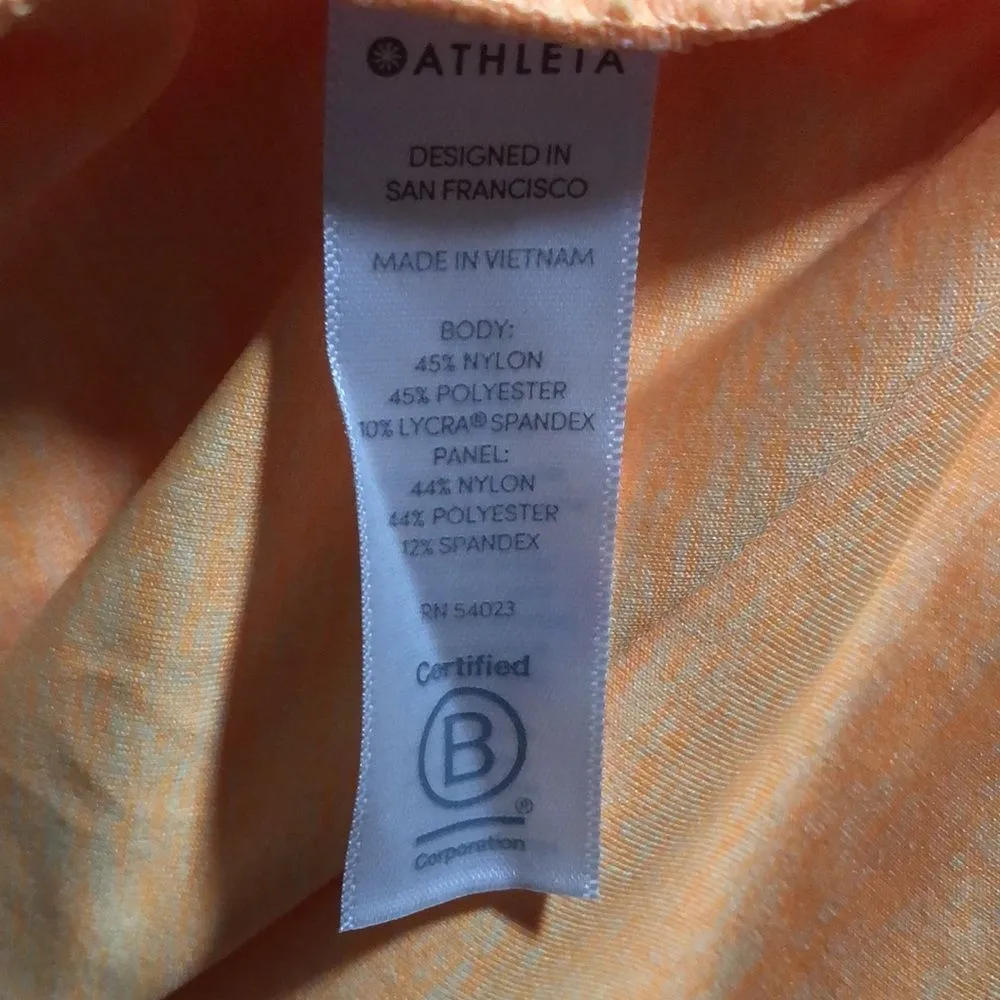 ATHLETA
DESIGNED IN
SAN FRANCISCO
MADE IN VIETNAM
BODY:
45% NYLON
45% POLYESTER
10% LYCRA® SPANDEX
PANEL:
44% NYLON
44% POLYESTER
12% SPANDEX
RN 54023
Certified
B
®
Corporation